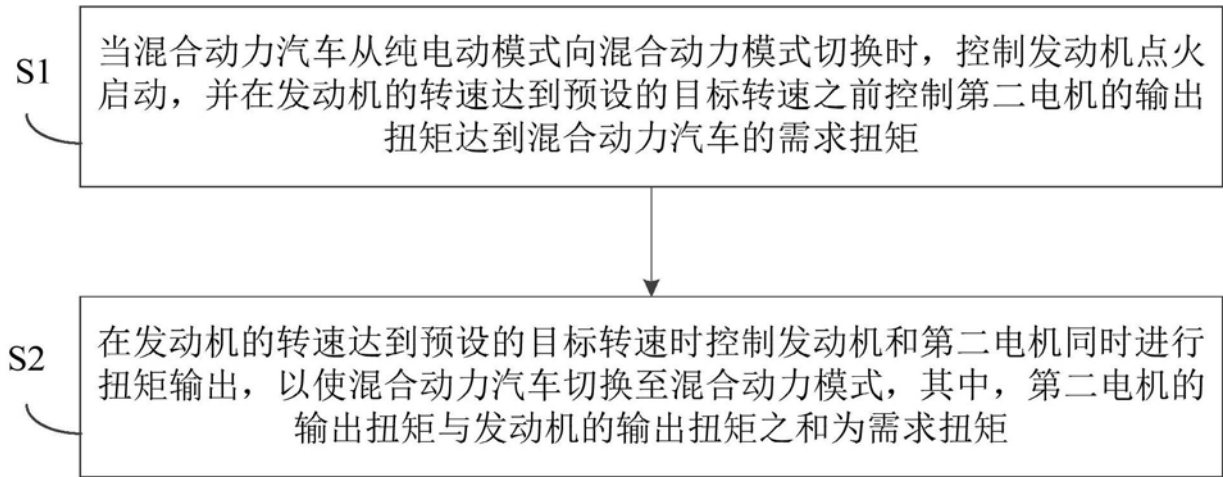 S1
当混合动力汽车从纯电动模式向混合动力模式切换时，控制发动机点火
启动，并在发动机的转速达到预设的目标转速之前控制第二电机的输出
扭矩达到混合动力汽车的需求扭矩
S2
在发动机的转速达到预设的目标转速时控制发动机和第二电机同时进行
扭矩输出，以使混合动力汽车切换至混合动力模式，其中，第二电机的
输出扭矩与发动机的输出扭矩之和为需求扭矩